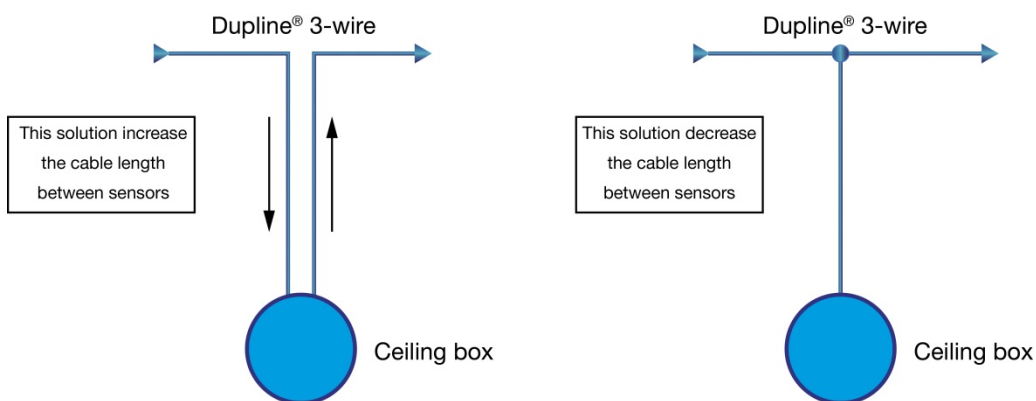 Dupline® 3-wire
This solution increase
the cable length
between sensors
Ceiling box
Dupline® 3-wire
This solution decrease
the cable length
between sensors
Ceiling box